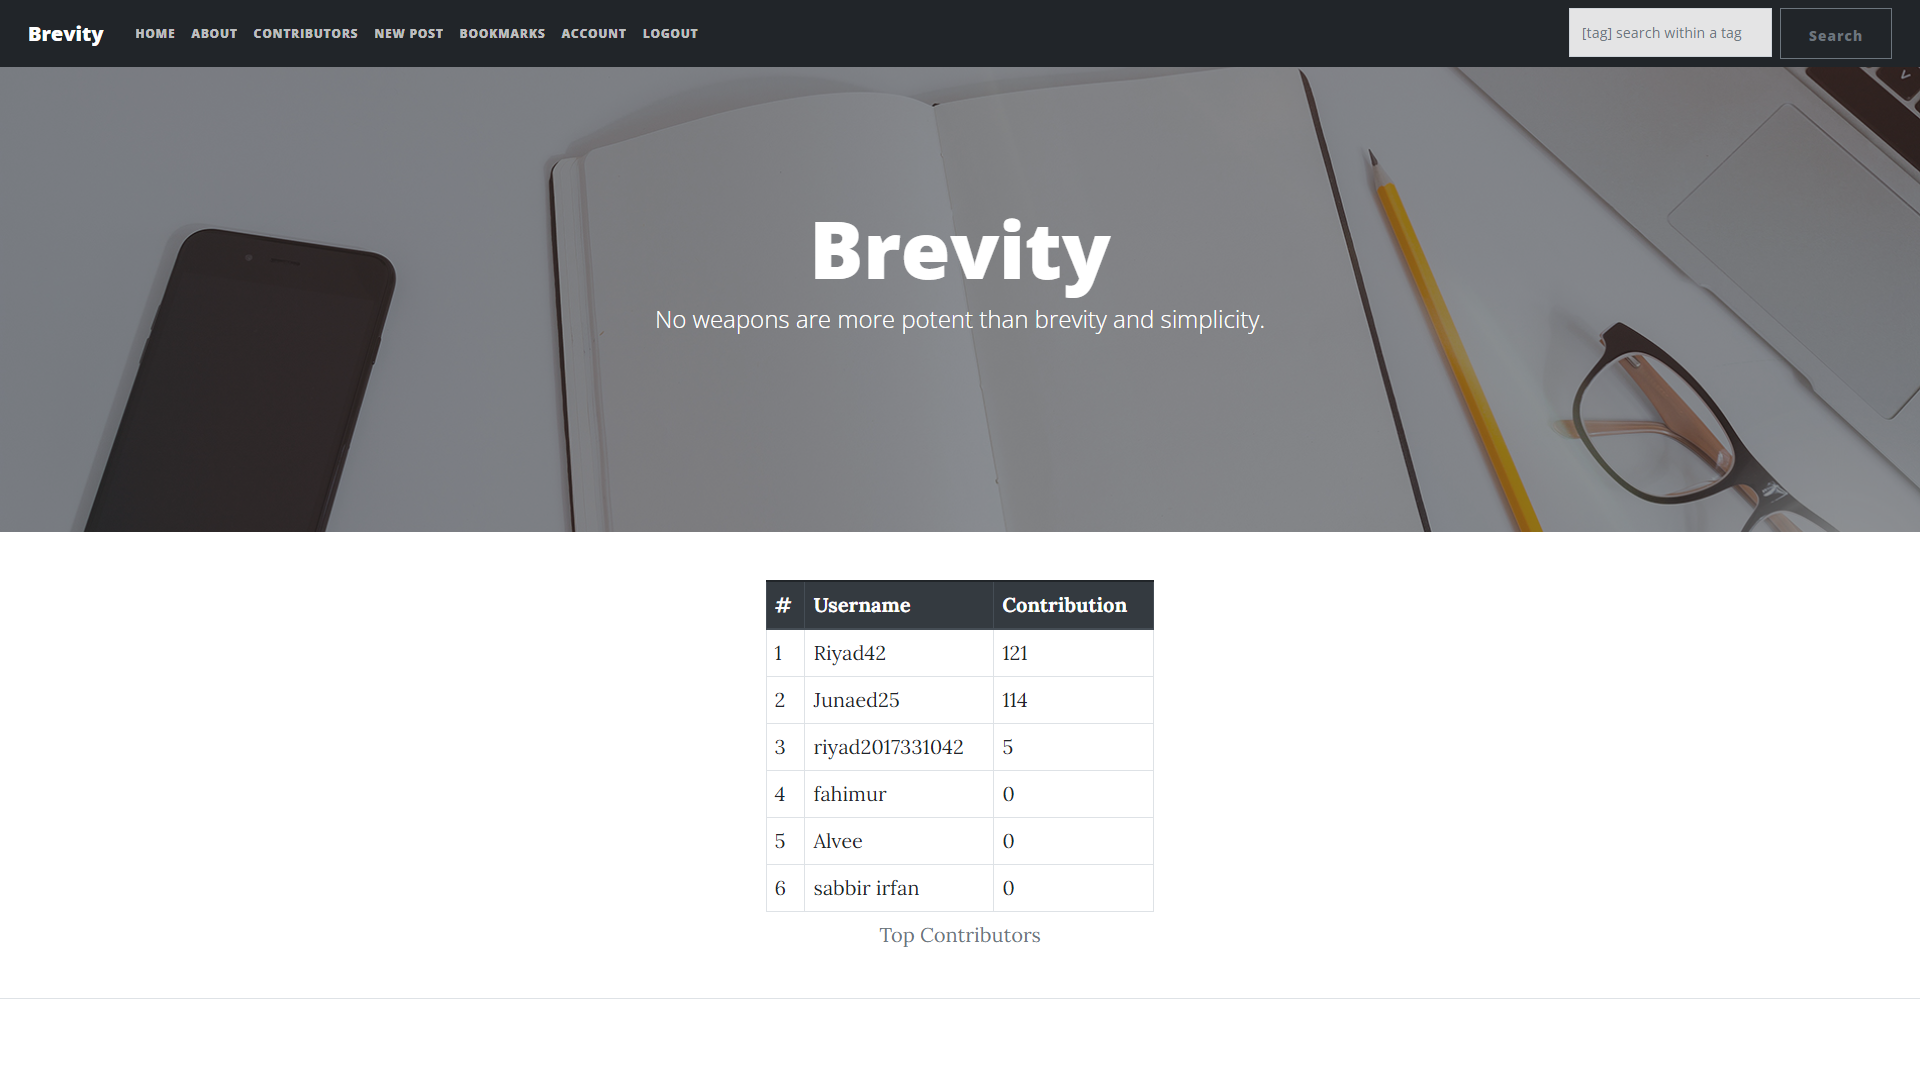 Brevity HOME ABOUT CONTRIBUTORS NEW POST BOOKMARKS ACCOUNT LOGOUT [tag] search within a tag Search
Brevity
No weapons are more potent than brevity and simplicity.
# Username Contribution
1 Riyad42 121
2 Junaed25 114
3 riyad2017331042 5
4 fahimur 0
5 Alvee 0
6 sabbir irfan 0
Top Contributors